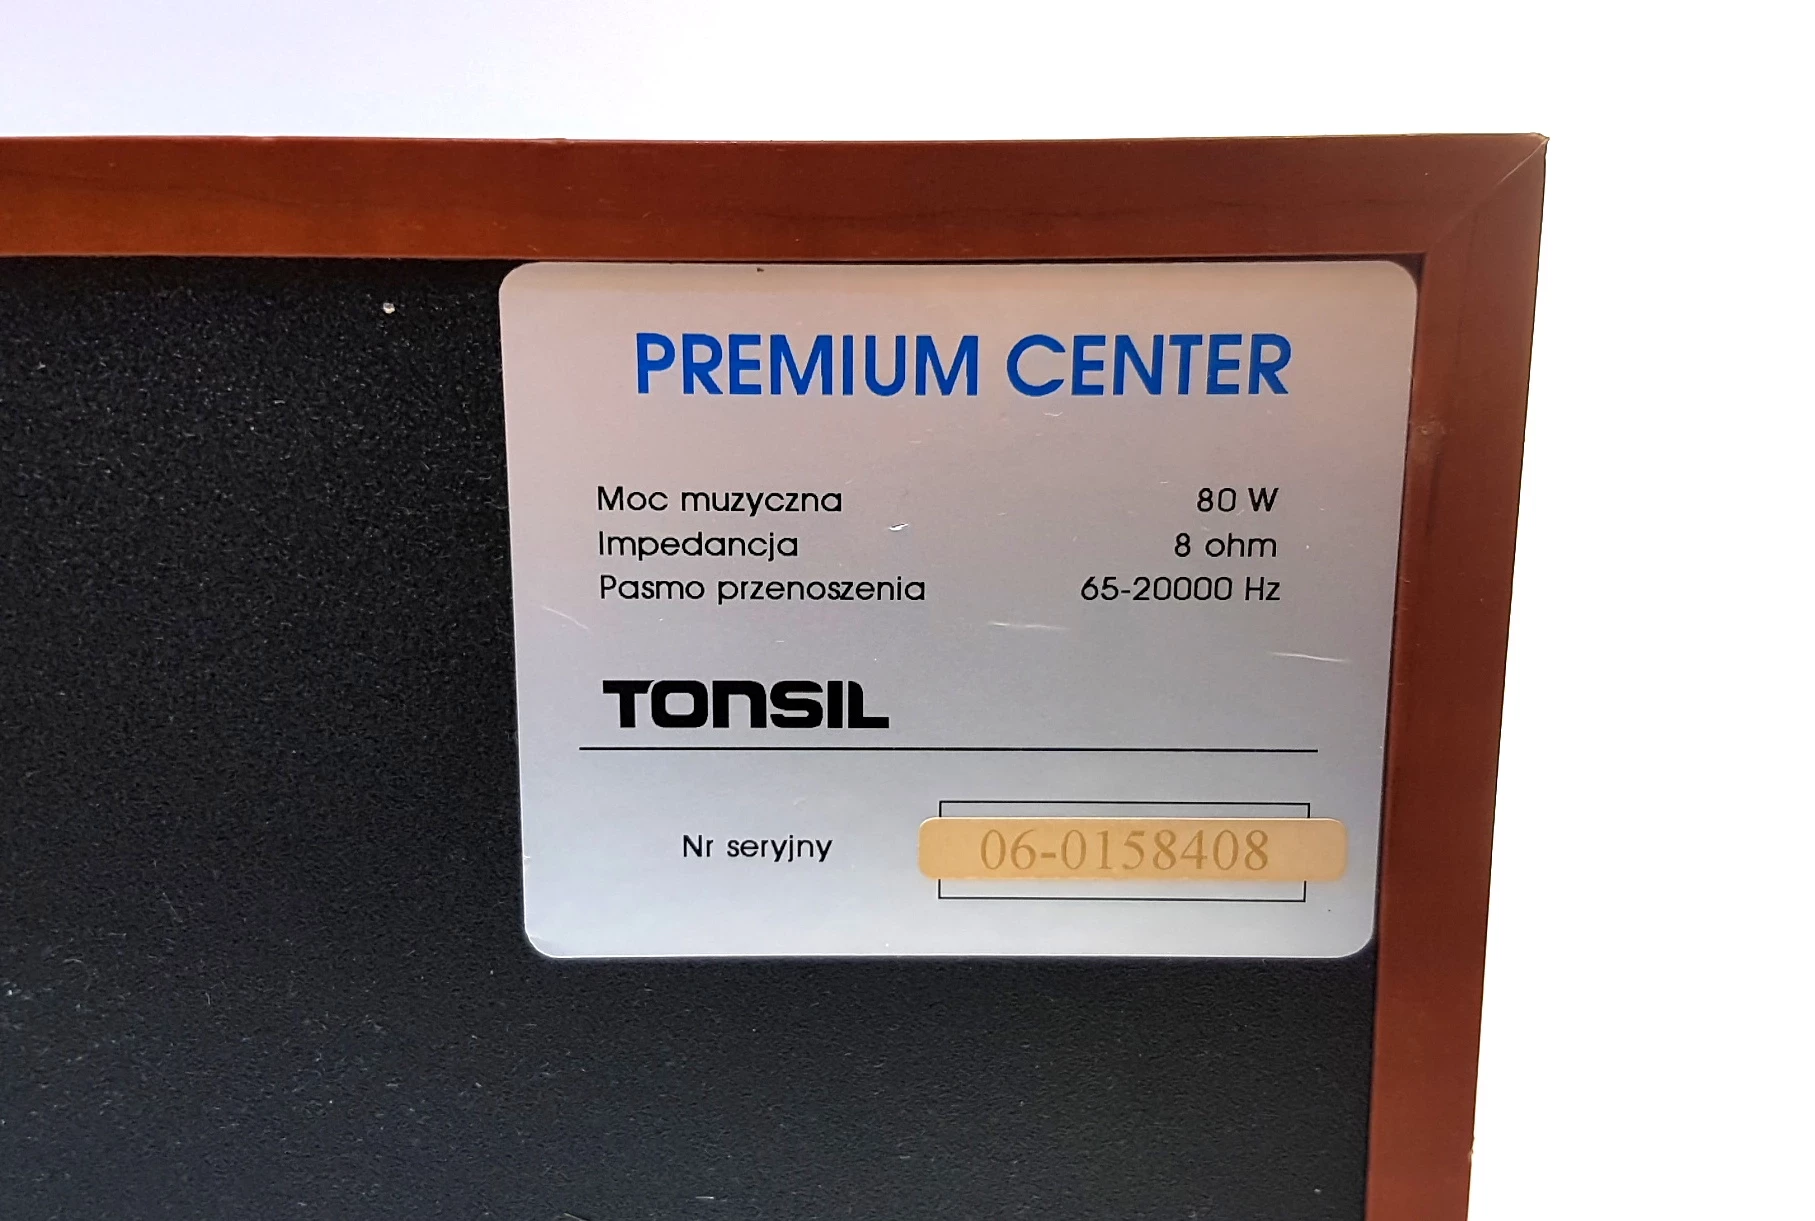 PREMIUM CENTER
Moc muzyczna 80 W
Impedancja 8 ohm
Pasmo przenoszenia 65-20000 Hz
TONSIL
Nr seryjny 06-0158408